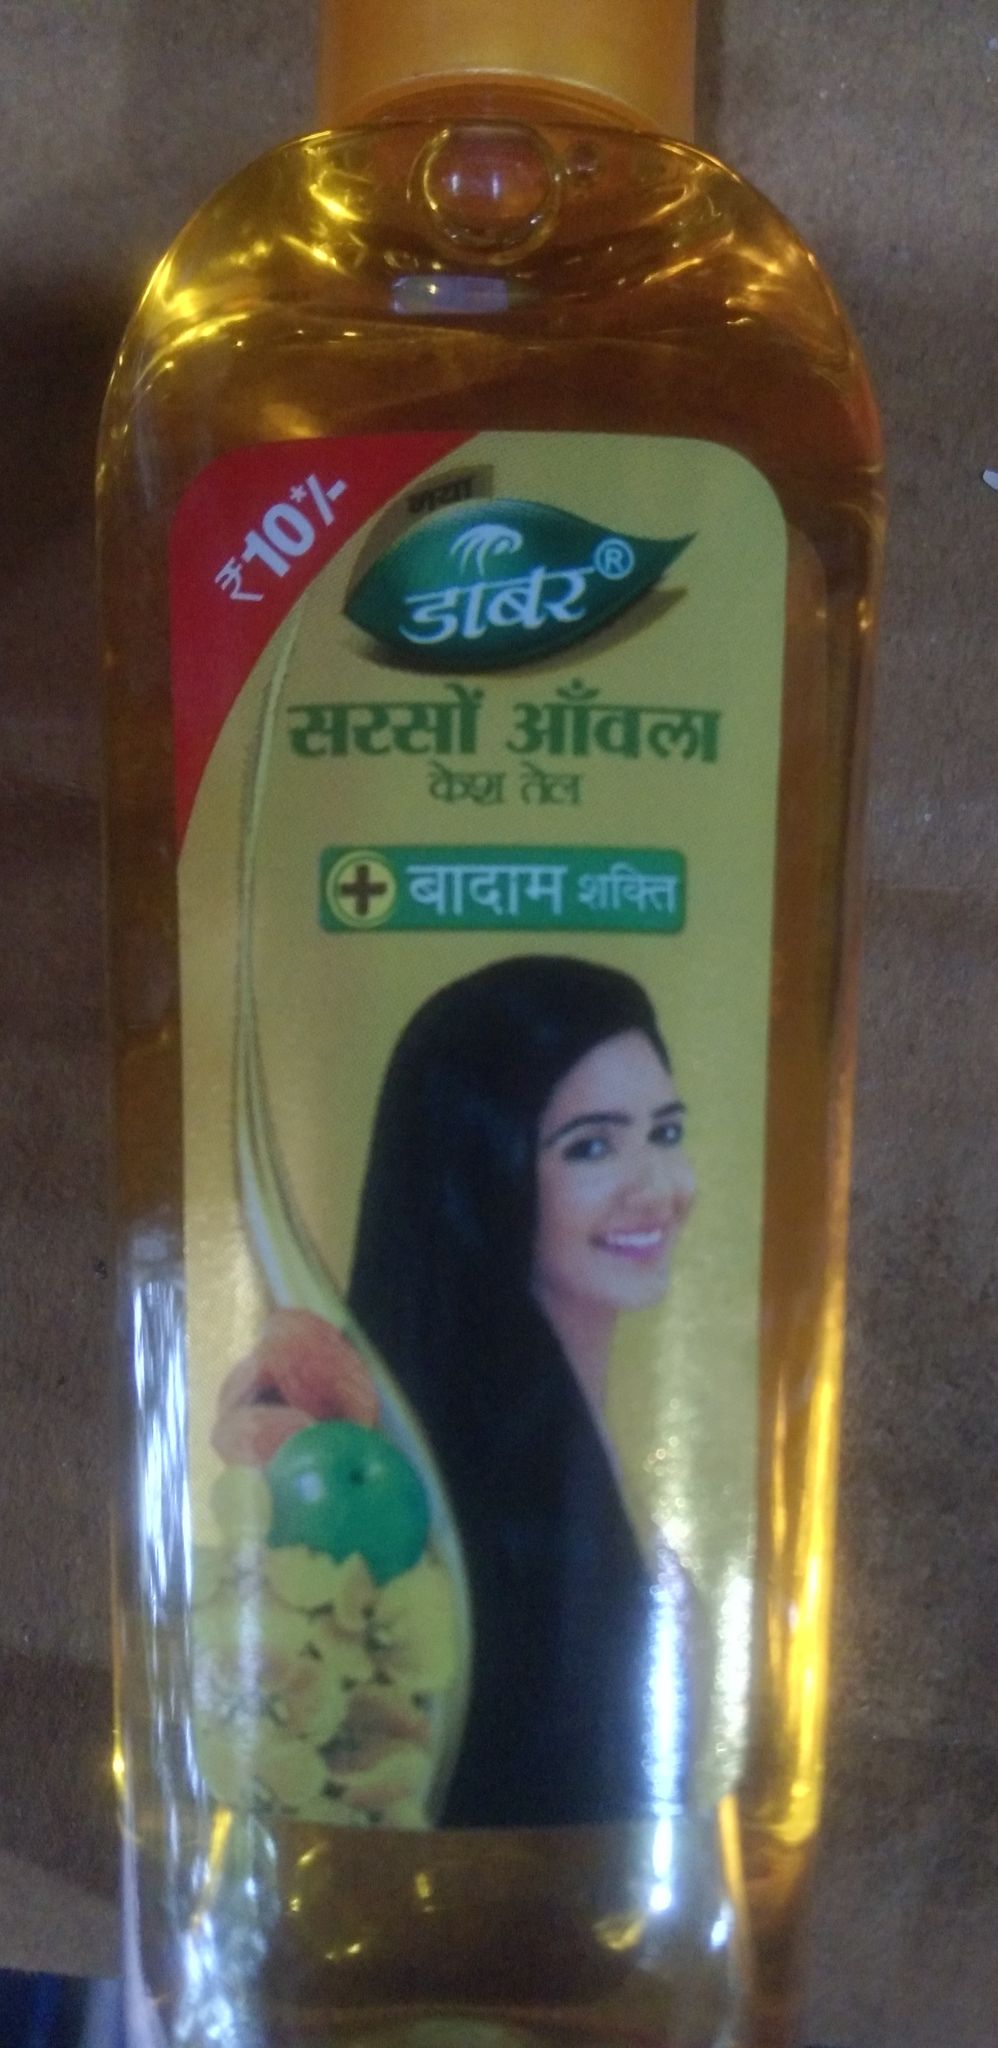 ₹10*/-
नया
डाबर®
सरसों आँवला
केश तेल
+ बादाम शक्ति